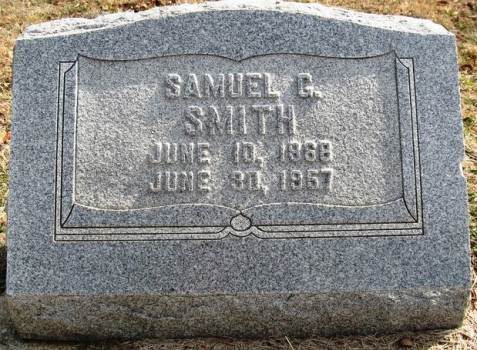 SAMUEL C.
SMITH
JUNE 10, 1868
JUNE 30, 1957